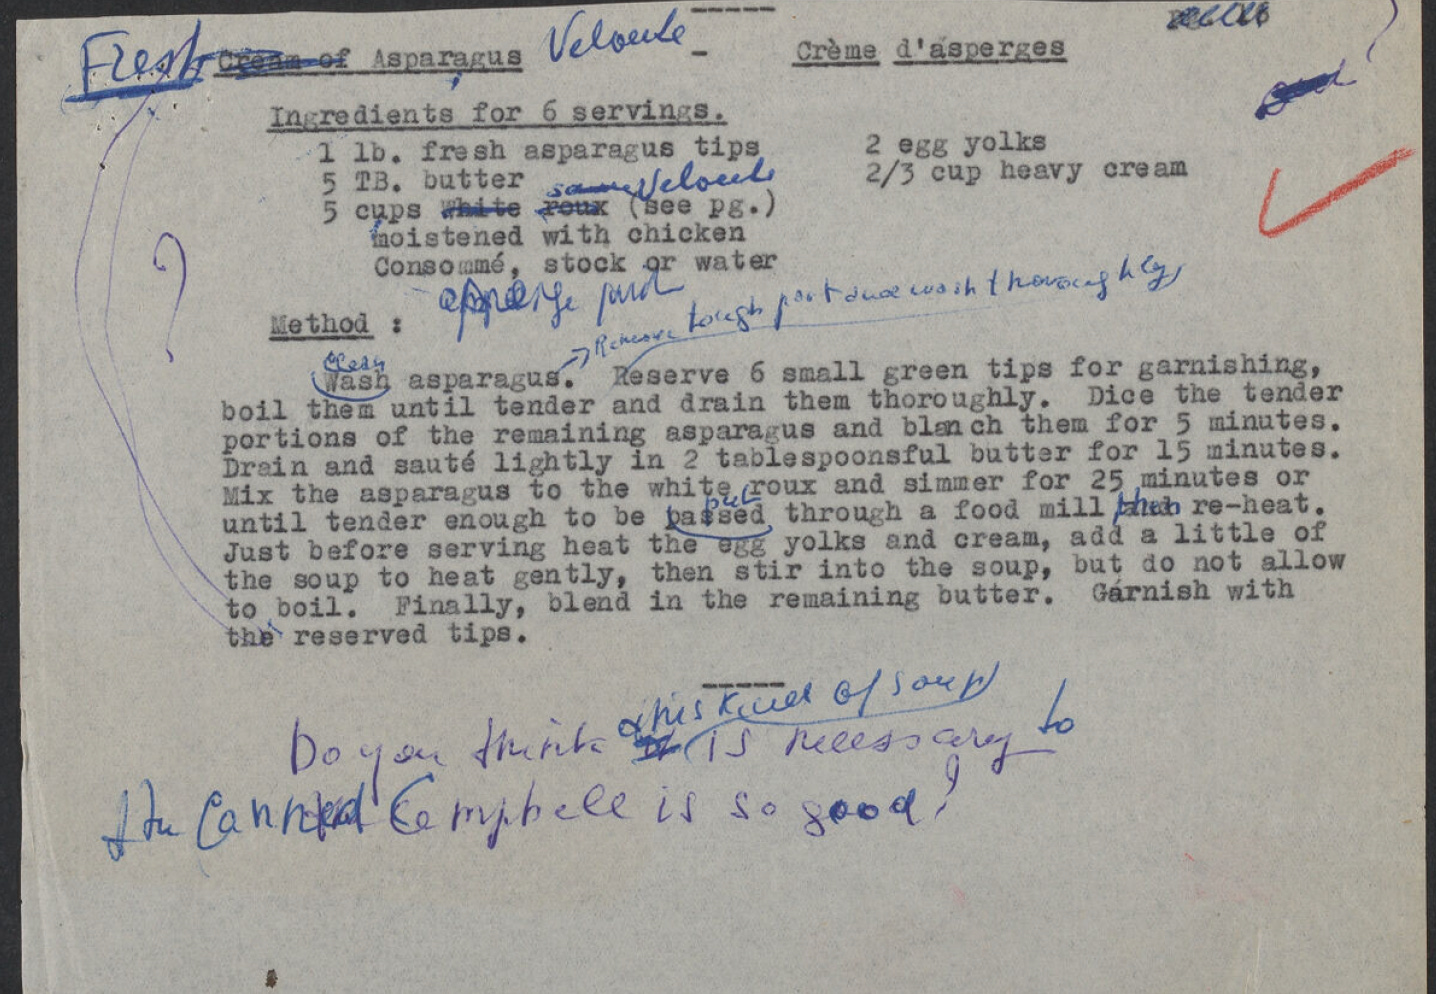 Fresh Cream of Asparagus Veloute - Crème d'asperges
Ingredients for 6 servings.
1 lb. fresh asparagus tips 2 egg yolks
5 TB. butter 2/3 cup heavy cream
Veloute
5 cups white roux (see pg.)
moistened with chicken
Consommé, stock or water
Method :
Remove tough part and wash thoroughly
clean
Wash asparagus. Reserve 6 small green tips for garnishing,
boil them until tender and drain them thoroughly. Dice the tender
portions of the remaining asparagus and blanch them for 5 minutes.
Drain and sauté lightly in 2 tablespoonsful butter for 15 minutes.
Mix the asparagus to the white roux and simmer for 25 minutes or
put
until tender enough to be passed through a food mill then re-heat.
Just before serving heat the egg yolks and cream, add a little of
the soup to heat gently, then stir into the soup, but do not allow
to boil. Finally, blend in the remaining butter. Garnish with
the reserved tips.
this kind of soup
Do you think is necessary to
the Canned Campbell is so good!